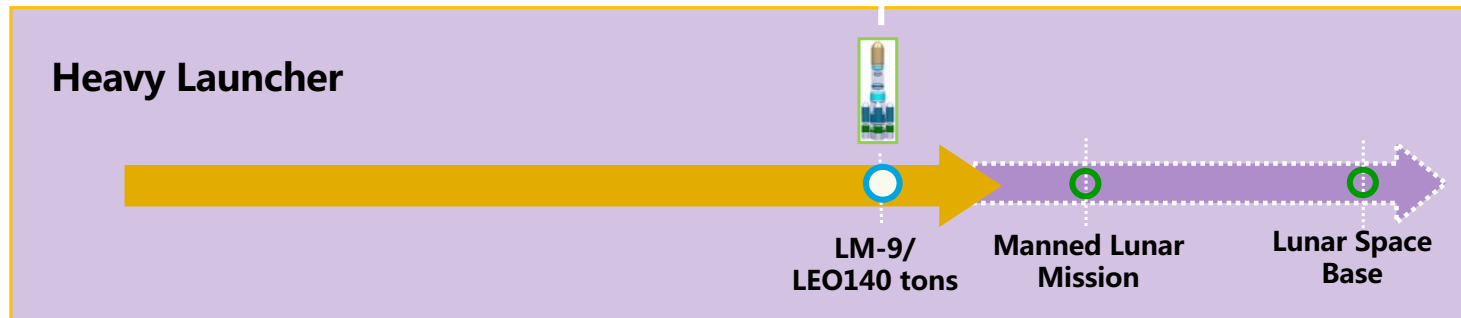 Heavy Launcher
LM-9/
LEO140 tons
Manned Lunar
Mission
Lunar Space
Base